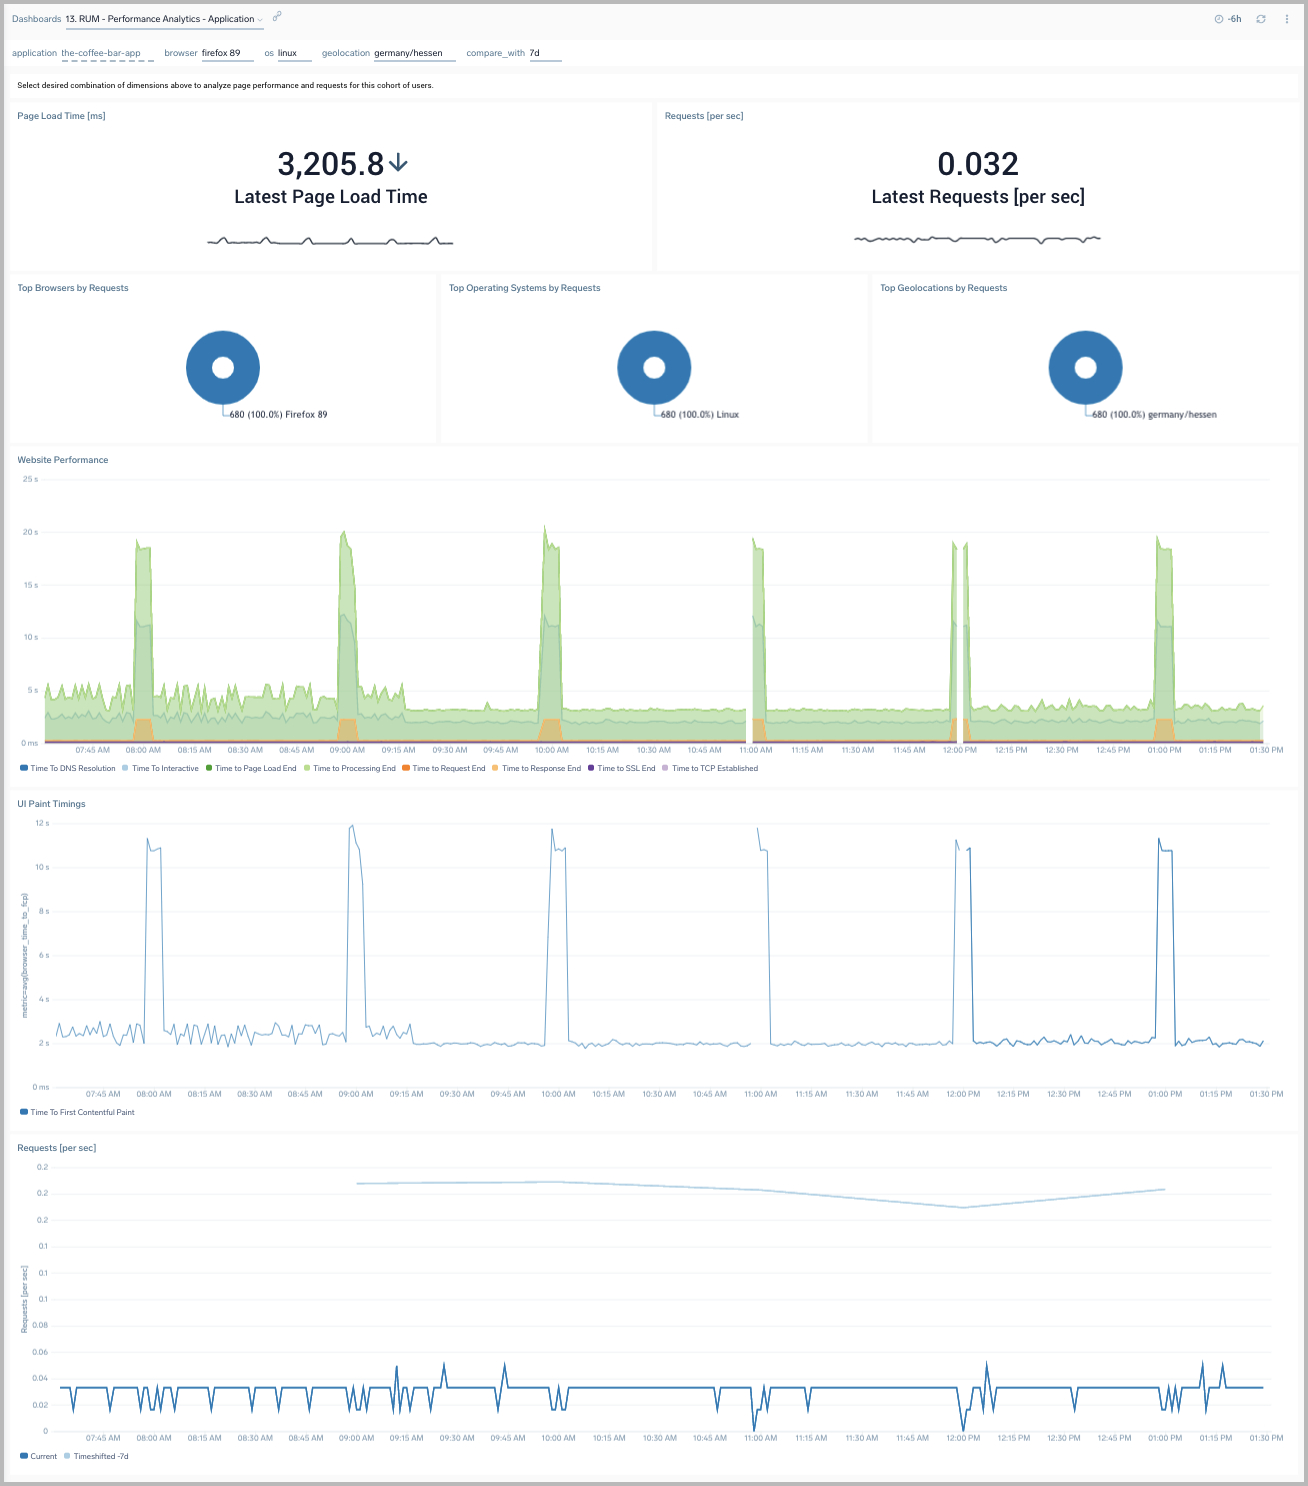 Dashboards 13. RUM - Performance Analytics - Application -6h
application the-coffee-bar-app browser firefox 89 os linux geolocation germany/hessen compare_with 7d
Select desired combination of dimensions above to analyze page performance and requests for this cohort of users.
Page Load Time [ms]
3,205.8
Latest Page Load Time
Requests [per sec]
0.032
Latest Requests [per sec]
Top Browsers by Requests
680 (100.0%) Firefox 89
Top Operating Systems by Requests
680 (100.0%) Linux
Top Geolocations by Requests
680 (100.0%) germany/hessen
Website Performance
25 s
20 s
15 s
10 s
5 s
0 ms
07:45 AM 08:00 AM 08:15 AM 08:30 AM 08:45 AM 09:00 AM 09:15 AM 09:30 AM 09:45 AM 10:00 AM 10:15 AM 10:30 AM 10:45 AM 11:00 AM 11:15 AM 11:30 AM 11:45 AM 12:00 PM 12:15 PM 12:30 PM 12:45 PM 01:00 PM 01:15 PM 01:30 PM
Time To DNS Resolution Time To Interactive Time to Page Load End Time to Processing End Time to Request End Time to Response End Time to SSL End Time to TCP Established
UI Paint Timings
12 s
10 s
8 s
6 s
4 s
2 s
0 ms
metric=avg(browser_time_to_fcp)
07:45 AM 08:00 AM 08:15 AM 08:30 AM 08:45 AM 09:00 AM 09:15 AM 09:30 AM 09:45 AM 10:00 AM 10:15 AM 10:30 AM 10:45 AM 11:00 AM 11:15 AM 11:30 AM 11:45 AM 12:00 PM 12:15 PM 12:30 PM 12:45 PM 01:00 PM 01:15 PM 01:30 PM
Time To First Contentful Paint
Requests [per sec]
0.2
0.2
0.2
0.1
0.1
0.1
0.08
0.06
0.04
0.02
0
Requests [per sec]
07:45 AM 08:00 AM 08:15 AM 08:30 AM 08:45 AM 09:00 AM 09:15 AM 09:30 AM 09:45 AM 10:00 AM 10:15 AM 10:30 AM 10:45 AM 11:00 AM 11:15 AM 11:30 AM 11:45 AM 12:00 PM 12:15 PM 12:30 PM 12:45 PM 01:00 PM 01:15 PM 01:30 PM
Current Timeshifted -7d